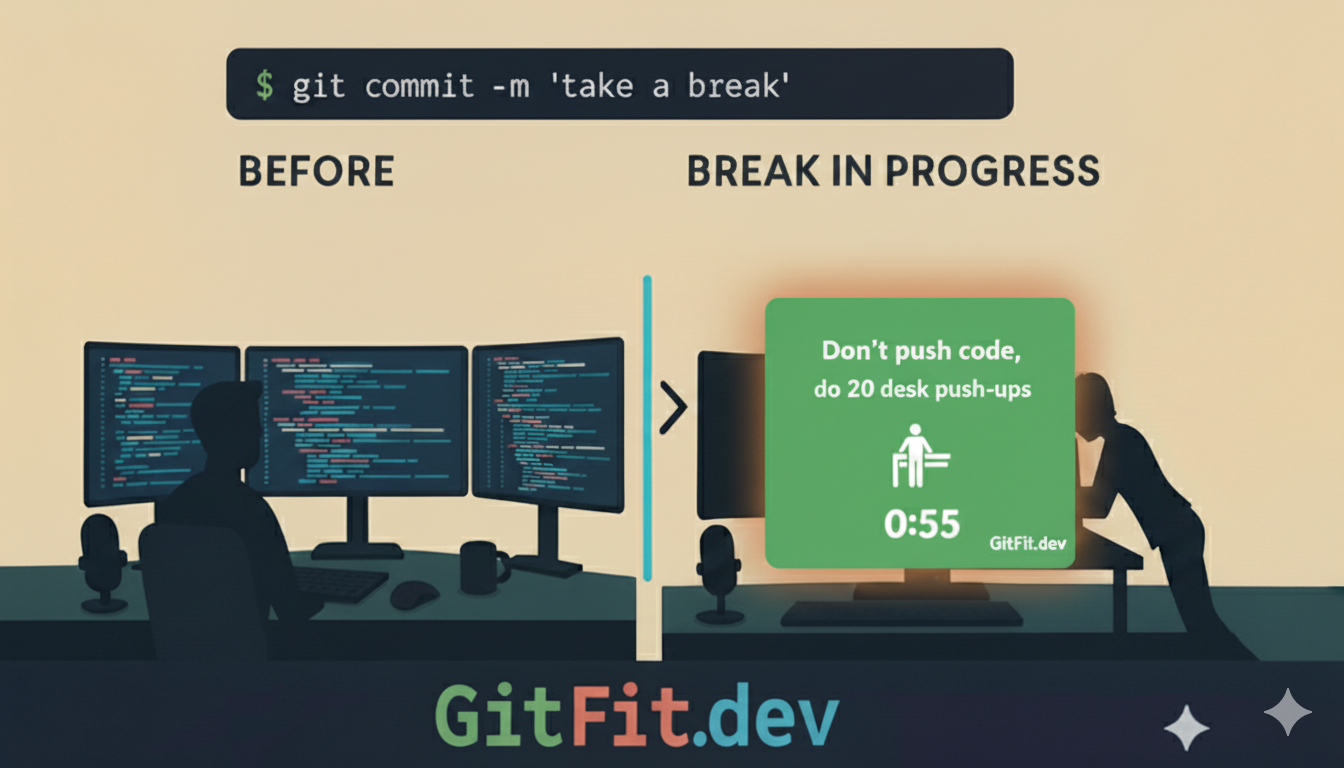 $ git commit -m 'take a break'
BEFORE
BREAK IN PROGRESS
Don't push code,
do 20 desk push-ups
0:55
GitFit.dev
GitFit.dev